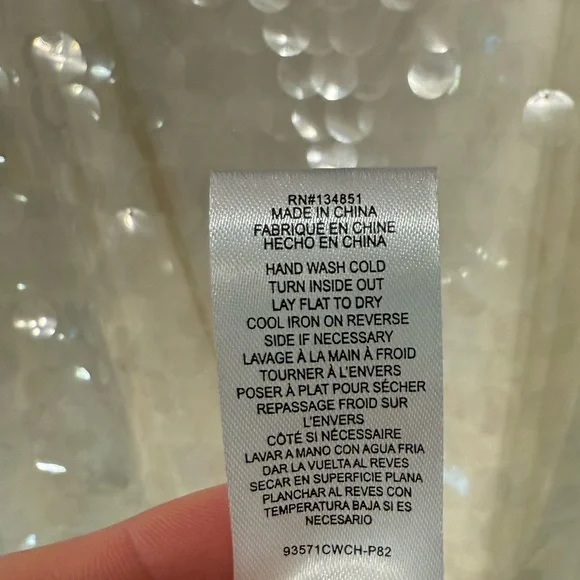 RN#134851
MADE IN CHINA
FABRIQUE EN CHINE
HECHO EN CHINA
HAND WASH COLD
TURN INSIDE OUT
LAY FLAT TO DRY
COOL IRON ON REVERSE
SIDE IF NECESSARY
LAVAGE À LA MAIN À FROID
TOURNER À L'ENVERS
POSER À PLAT POUR SÉCHER
REPASSAGE FROID SUR
L'ENVERS
CÔTÉ SI NÉCESSAIRE
LAVAR A MANO CON AGUA FRIA
DAR LA VUELTA AL REVES
SECAR EN SUPERFICIE PLANA
PLANCHAR AL REVES CON
TEMPERATURA BAJA SI ES
NECESARIO
93571CWCH-P82